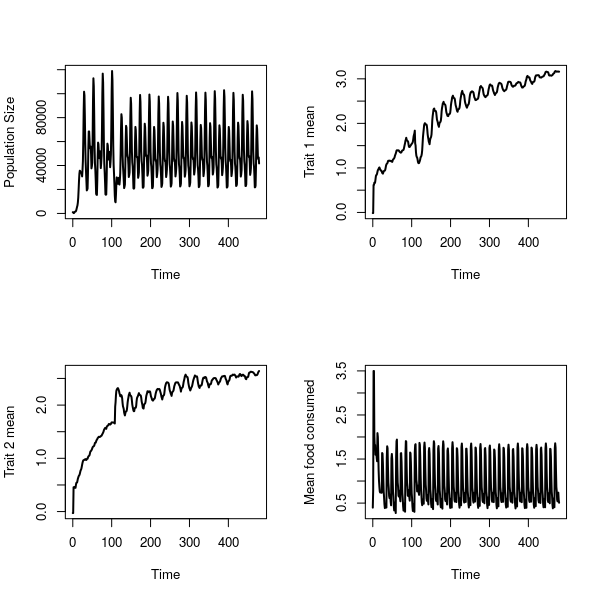 Population Size
80000
40000
0
0 100 200 300 400
Time
Trait 1 mean
3.0
2.0
1.0
0.0
0 100 200 300 400
Time
Trait 2 mean
2.0
1.0
0.0
0 100 200 300 400
Time
Mean food consumed
3.5
2.5
1.5
0.5
0 100 200 300 400
Time